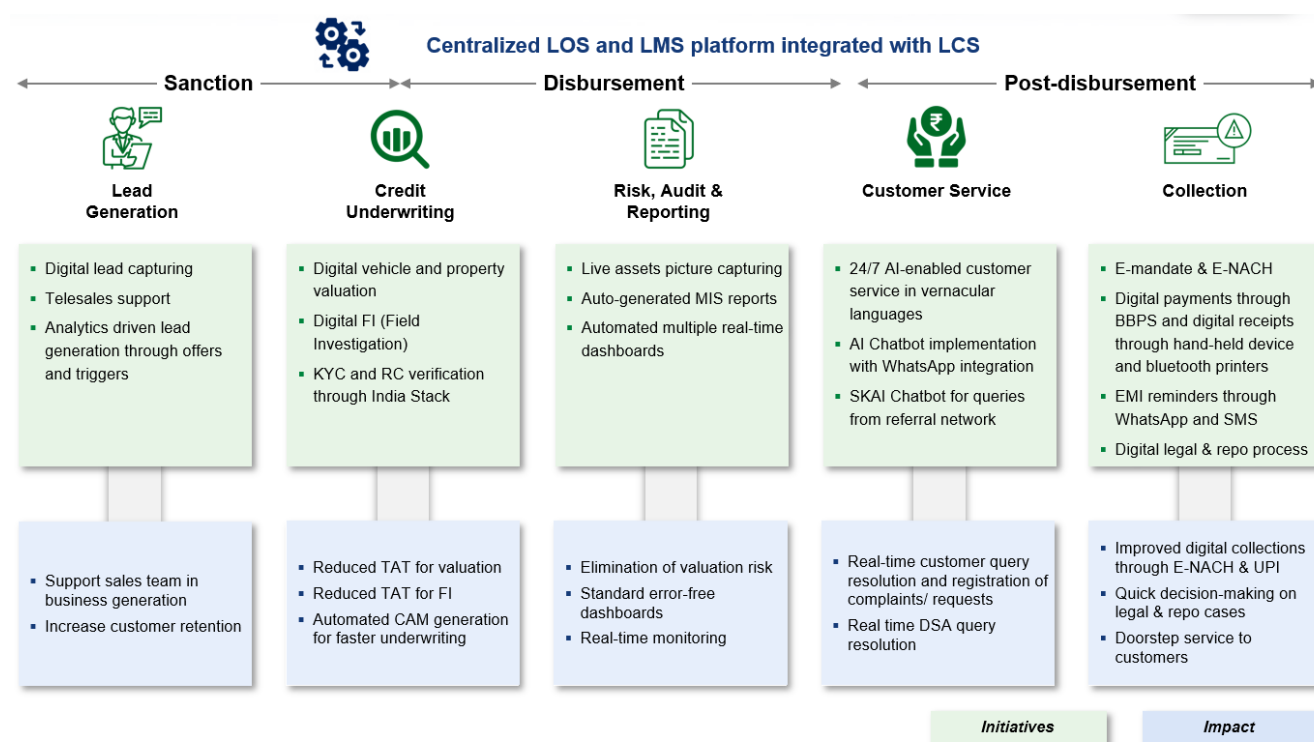 Centralized LOS and LMS platform integrated with LCS
Sanction
Disbursement
Post-disbursement
Lead
Generation
Credit
Underwriting
Risk, Audit &
Reporting
Customer Service
Collection
▪ Digital lead capturing
▪ Telesales support
▪ Analytics driven lead
generation through offers
and triggers
▪ Digital vehicle and property
valuation
▪ Digital FI (Field
Investigation)
▪ KYC and RC verification
through India Stack
▪ Live assets picture capturing
▪ Auto-generated MIS reports
▪ Automated multiple real-time
dashboards
▪ 24/7 AI-enabled customer
service in vernacular
languages
▪ AI Chatbot implementation
with WhatsApp integration
▪ SKAI Chatbot for queries
from referral network
▪ E-mandate & E-NACH
▪ Digital payments through
BBPS and digital receipts
through hand-held device
and bluetooth printers
▪ EMI reminders through
WhatsApp and SMS
▪ Digital legal & repo process
▪ Support sales team in
business generation
▪ Increase customer retention
▪ Reduced TAT for valuation
▪ Reduced TAT for FI
▪ Automated CAM generation
for faster underwriting
▪ Elimination of valuation risk
▪ Standard error-free
dashboards
▪ Real-time monitoring
▪ Real-time customer query
resolution and registration of
complaints/ requests
▪ Real time DSA query
resolution
▪ Improved digital collections
through E-NACH & UPI
▪ Quick decision-making on
legal & repo cases
▪ Doorstep service to
customers
Initiatives
Impact